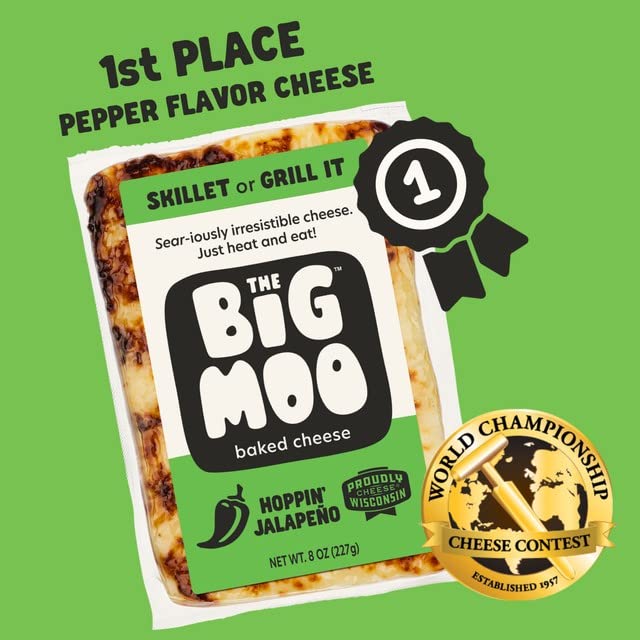 1st PLACE
PEPPER FLAVOR CHEESE
1
SKILLET or GRILL IT
Sear-iously irresistible cheese.
Just heat and eat!
THE
BiG™
MOO
baked cheese
HOPPIN'
JALAPEÑO
PROUDLY
WISCONSIN
CHEESE®
NET WT. 8 OZ (227g)
WORLD CHAMPIONSHIP
CHEESE CONTEST
ESTABLISHED 1957